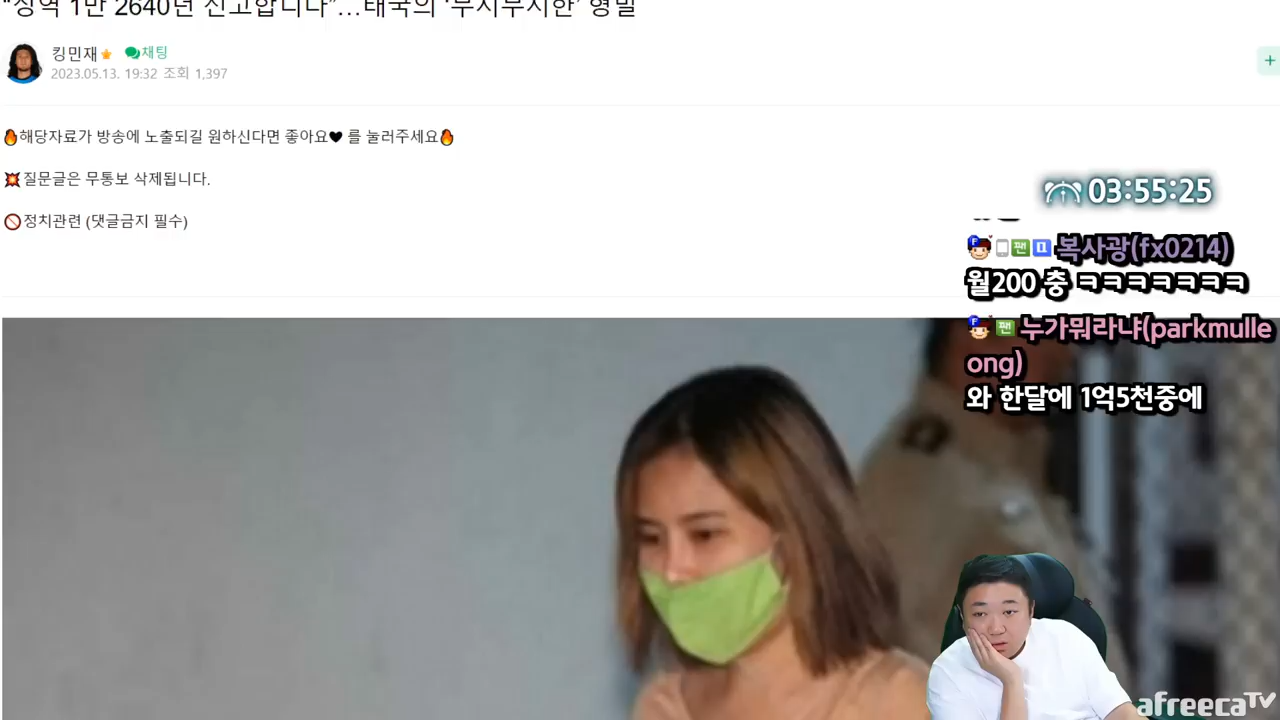 “징역 1만 2640년 선고합니다”…태국의 ‘무시무시한’ 형벌
킹민재 채팅
2023.05.13. 19:32 조회 1,397
해당자료가 방송에 노출되길 원하신다면 좋아요🖤 를 눌러주세요
질문글은 무통보 삭제됩니다.
정치관련 (댓글금지 필수)
03:55:25
복사광(fx0214)
월200 충 ㅋㅋㅋㅋㅋㅋㅋ
누가뭐라냐(parkmulle
ong)
와 한달에 1억5천중에
afreecaTV